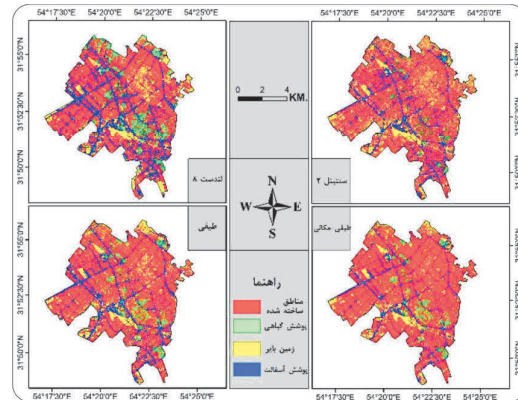 54°17'30"E 54°20'0"E 54°22'30"E 54°25'0"E
54°17'30"E 54°20'0"E 54°22'30"E 54°25'0"E
31°55'0"N
31°52'30"N
31°50'0"N
0 2 4
KM.
لندست ۸
سنتینل ۲
N
W E
S
طیفی
طیفی مکانی
31°55'0"N
31°52'30"N
31°50'0"N
راهنما
مناطق
ساخته شده
پوشش گیاهی
زمین بایر
پوشش آسفالت
54°17'30"E 54°20'0"E 54°22'30"E 54°25'0"E
54°17'30"E 54°20'0"E 54°22'30"E 54°25'0"E